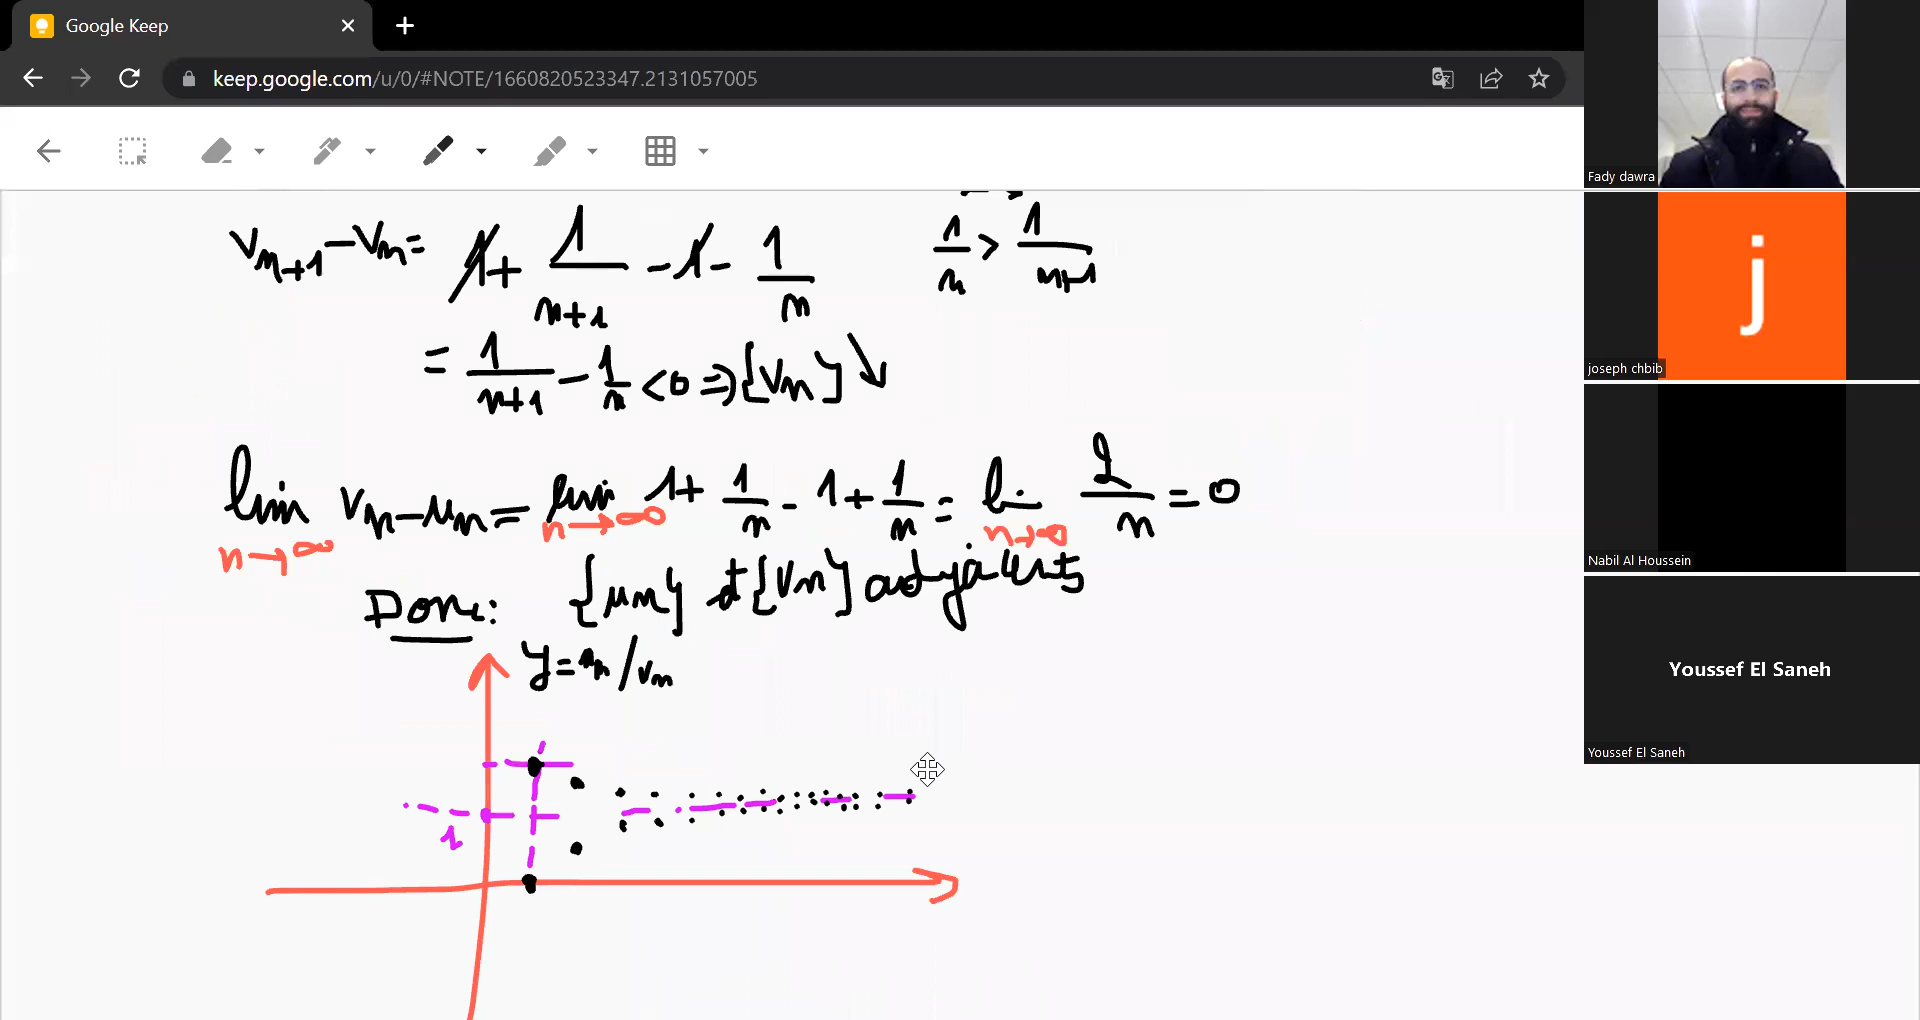 Google Keep
keep.google.com/u/0/#NOTE/1660820523347.2131057005
Vn+1 - Vn = 1 + 1/n+1 - 1 - 1/n
1/n > 1/n+1
= 1/n+1 - 1/n < 0 => {Vn} ↘
lim n→∞ Vn - Un = lim n→∞ 1 + 1/n - 1 + 1/n = lim n→∞ 2/n = 0
Donc: {Un} et {Vn} adjacents
y = Un / Vn
1
Fady dawra
j
joseph chbib
Nabil Al Houssein
Youssef El Saneh
Youssef El Saneh